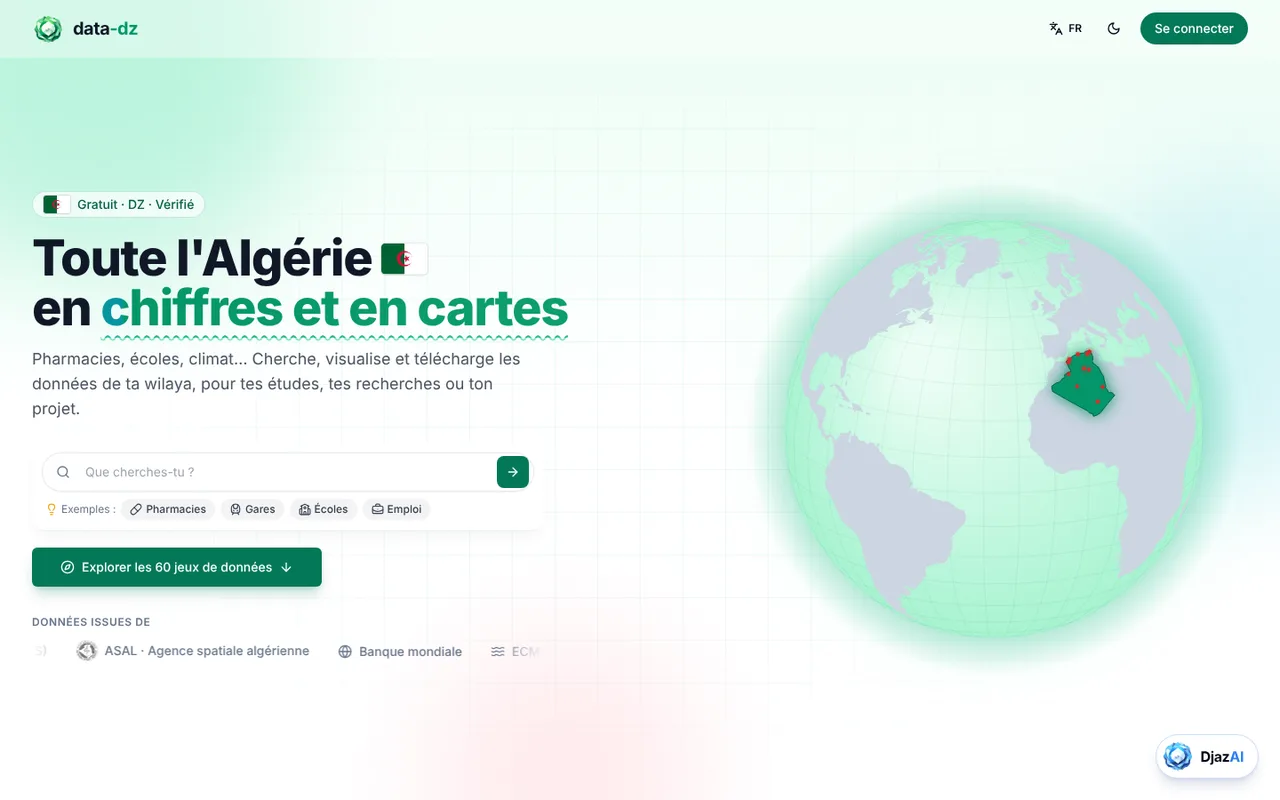 data-dz
FR
Se connecter
Gratuit · DZ · Vérifié
Toute l'Algérie
en chiffres et en cartes
Pharmacies, écoles, climat... Cherche, visualise et télécharge les
données de ta wilaya, pour tes études, tes recherches ou ton
projet.
Que cherches-tu ?
Exemples : Pharmacies Gares Écoles Emploi
Explorer les 60 jeux de données ↓
DONNÉES ISSUES DE
ASAL · Agence spatiale algérienne Banque mondiale
DjazAI